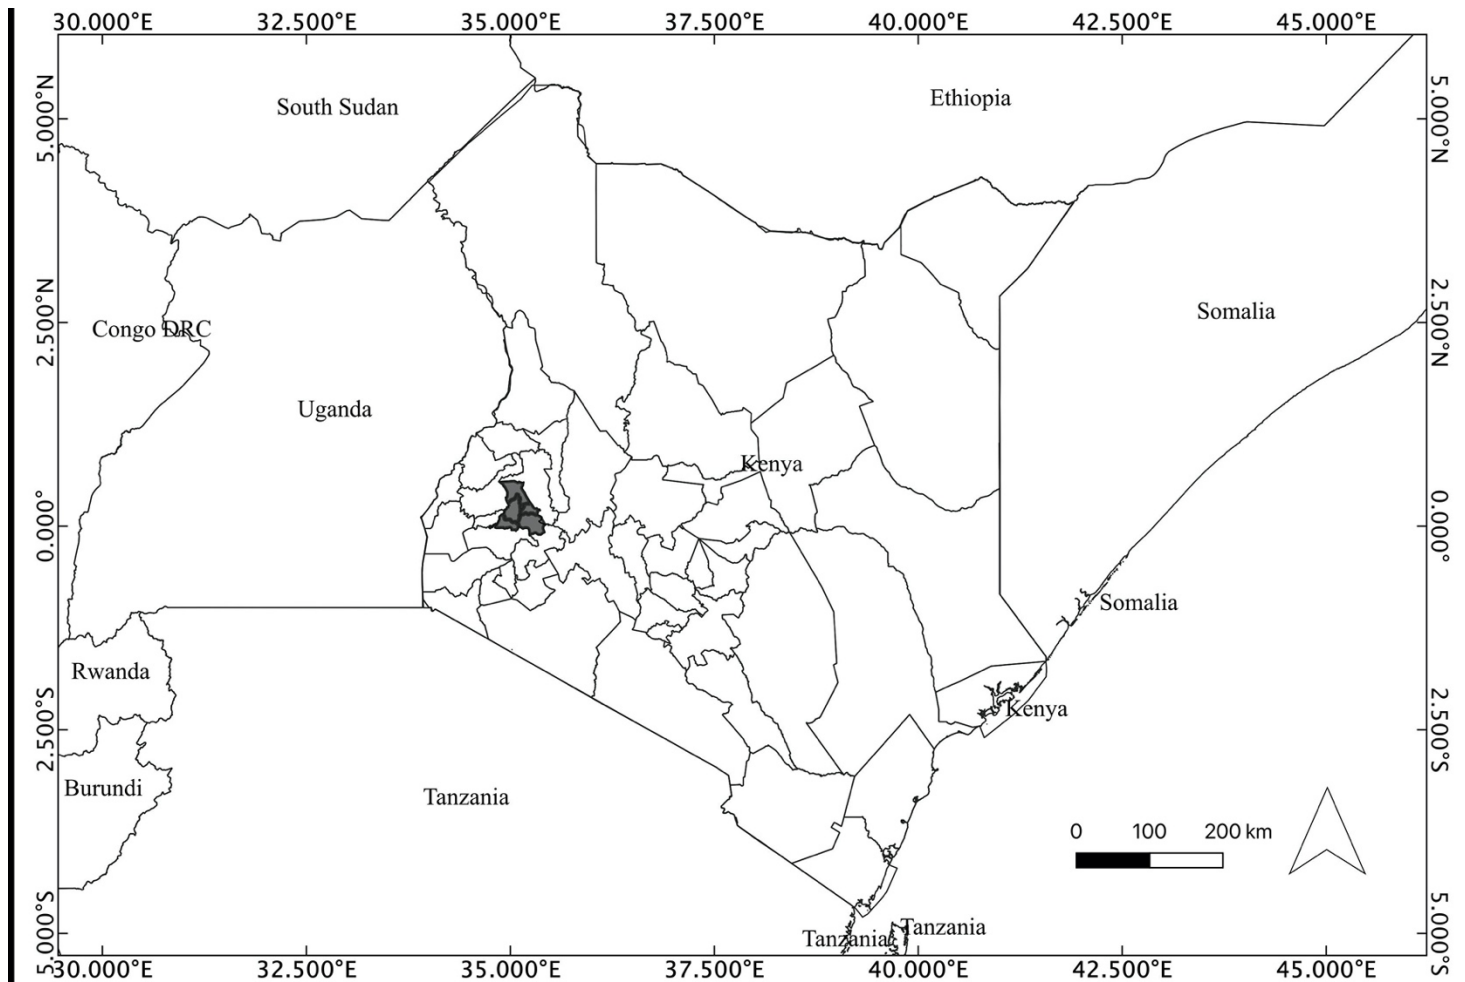 30.000°E 32.500°E 35.000°E 37.500°E 40.000°E 42.500°E 45.000°E
5.000°N
5.000°N
South Sudan
Ethiopia
2.500°N
2.500°N
Congo DRC
Somalia
Uganda
Kenya
0.000°
0.000°
Somalia
Rwanda
Kenya
2.500°S
2.500°S
Burundi
Tanzania
0 100 200 km
5.000°S
5.000°S
Tanzania
Tanzania
30.000°E 32.500°E 35.000°E 37.500°E 40.000°E 42.500°E 45.000°E